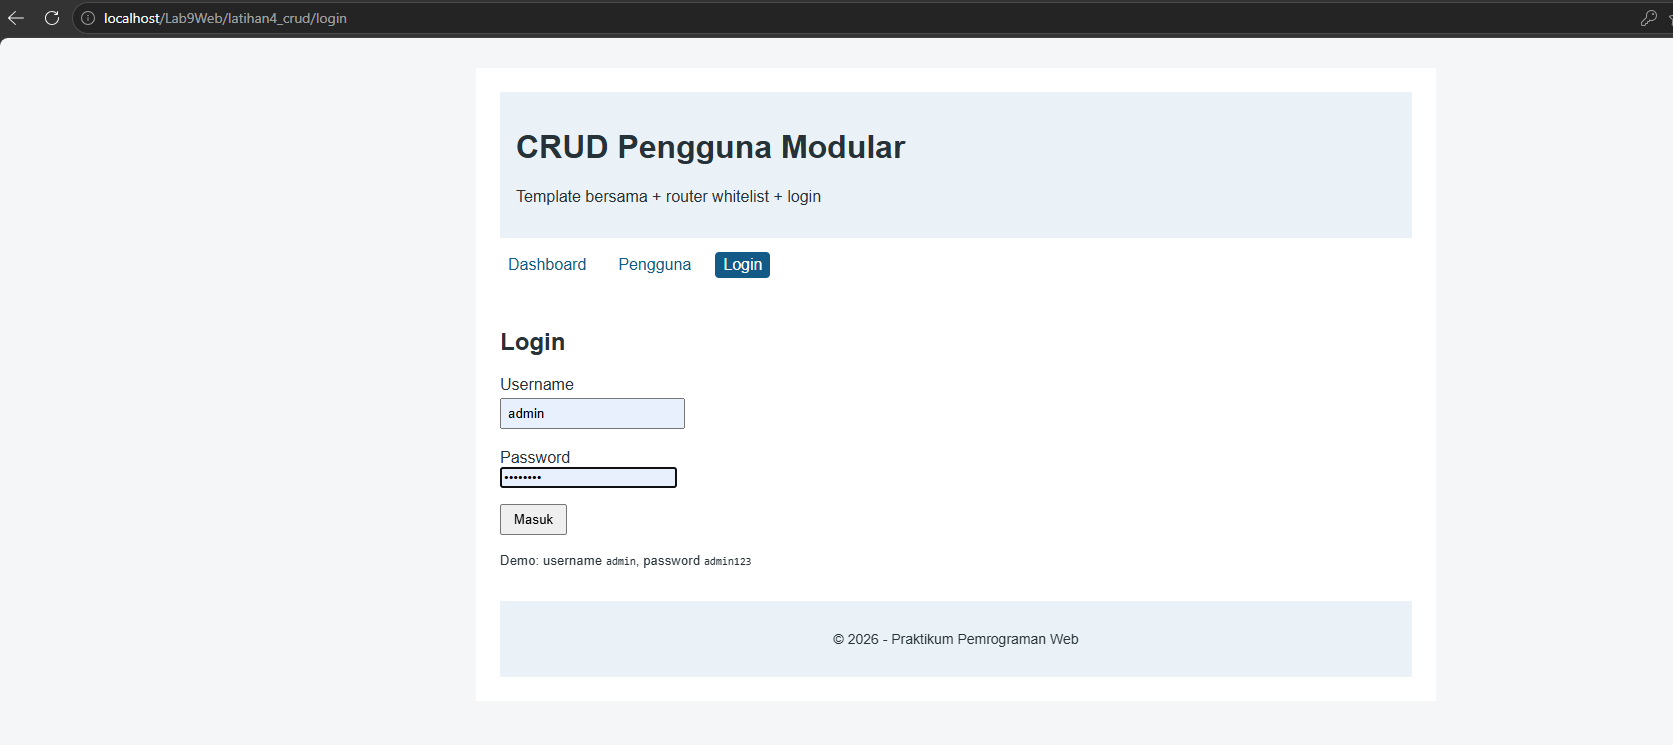 localhost/Lab9Web/latihan4_crud/login
CRUD Pengguna Modular
Template bersama + router whitelist + login
Dashboard Pengguna Login
Login
Username
admin
Password
••••••••
Masuk
Demo: username admin, password admin123
© 2026 - Praktikum Pemrograman Web